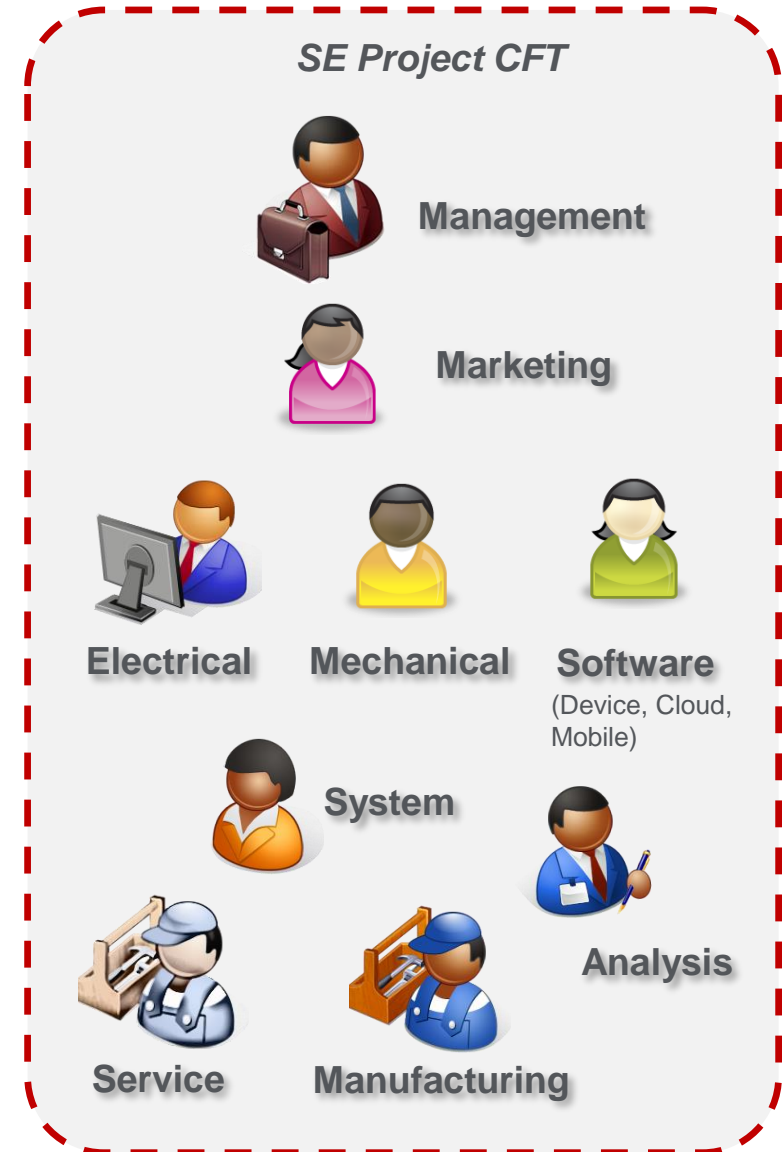 SE Project CFT
Management
Marketing
Electrical
Mechanical
Software
(Device, Cloud,
Mobile)
System
Analysis
Service
Manufacturing